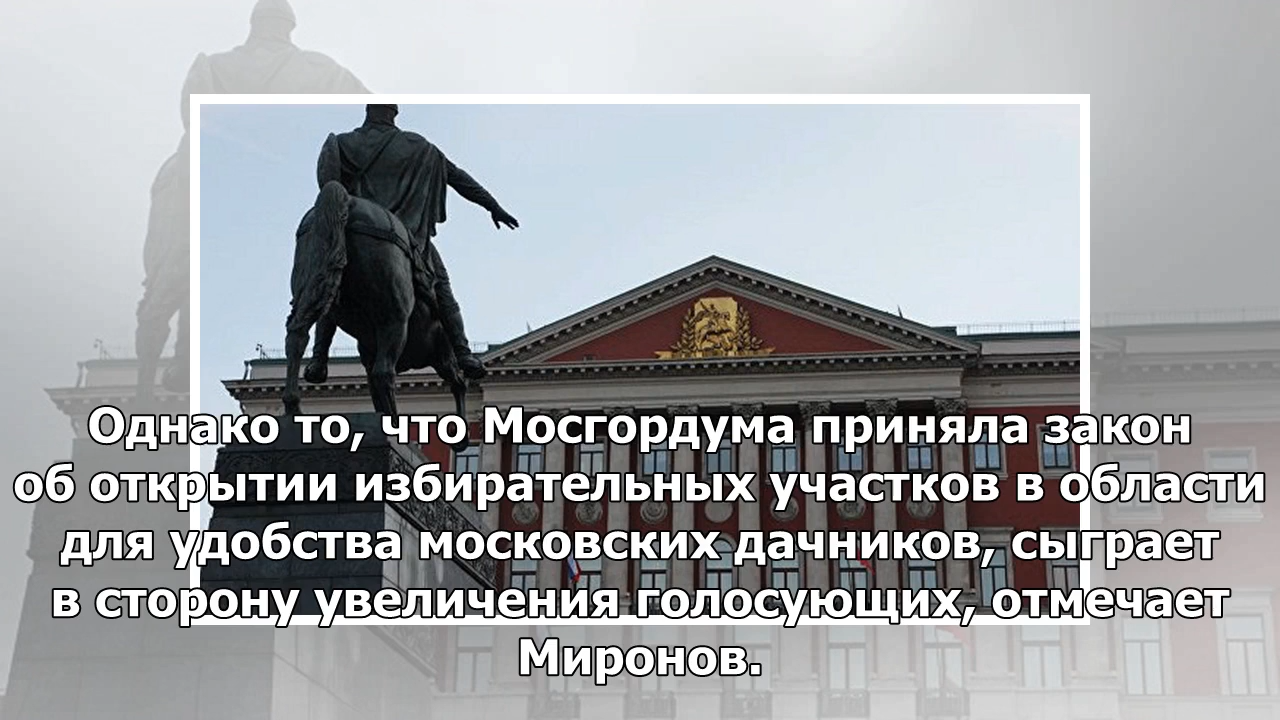 Однако то, что Мосгордума приняла закон
об открытии избирательных участков в области
для удобства московских дачников, сыграет
в сторону увеличения голосующих, отмечает
Миронов.